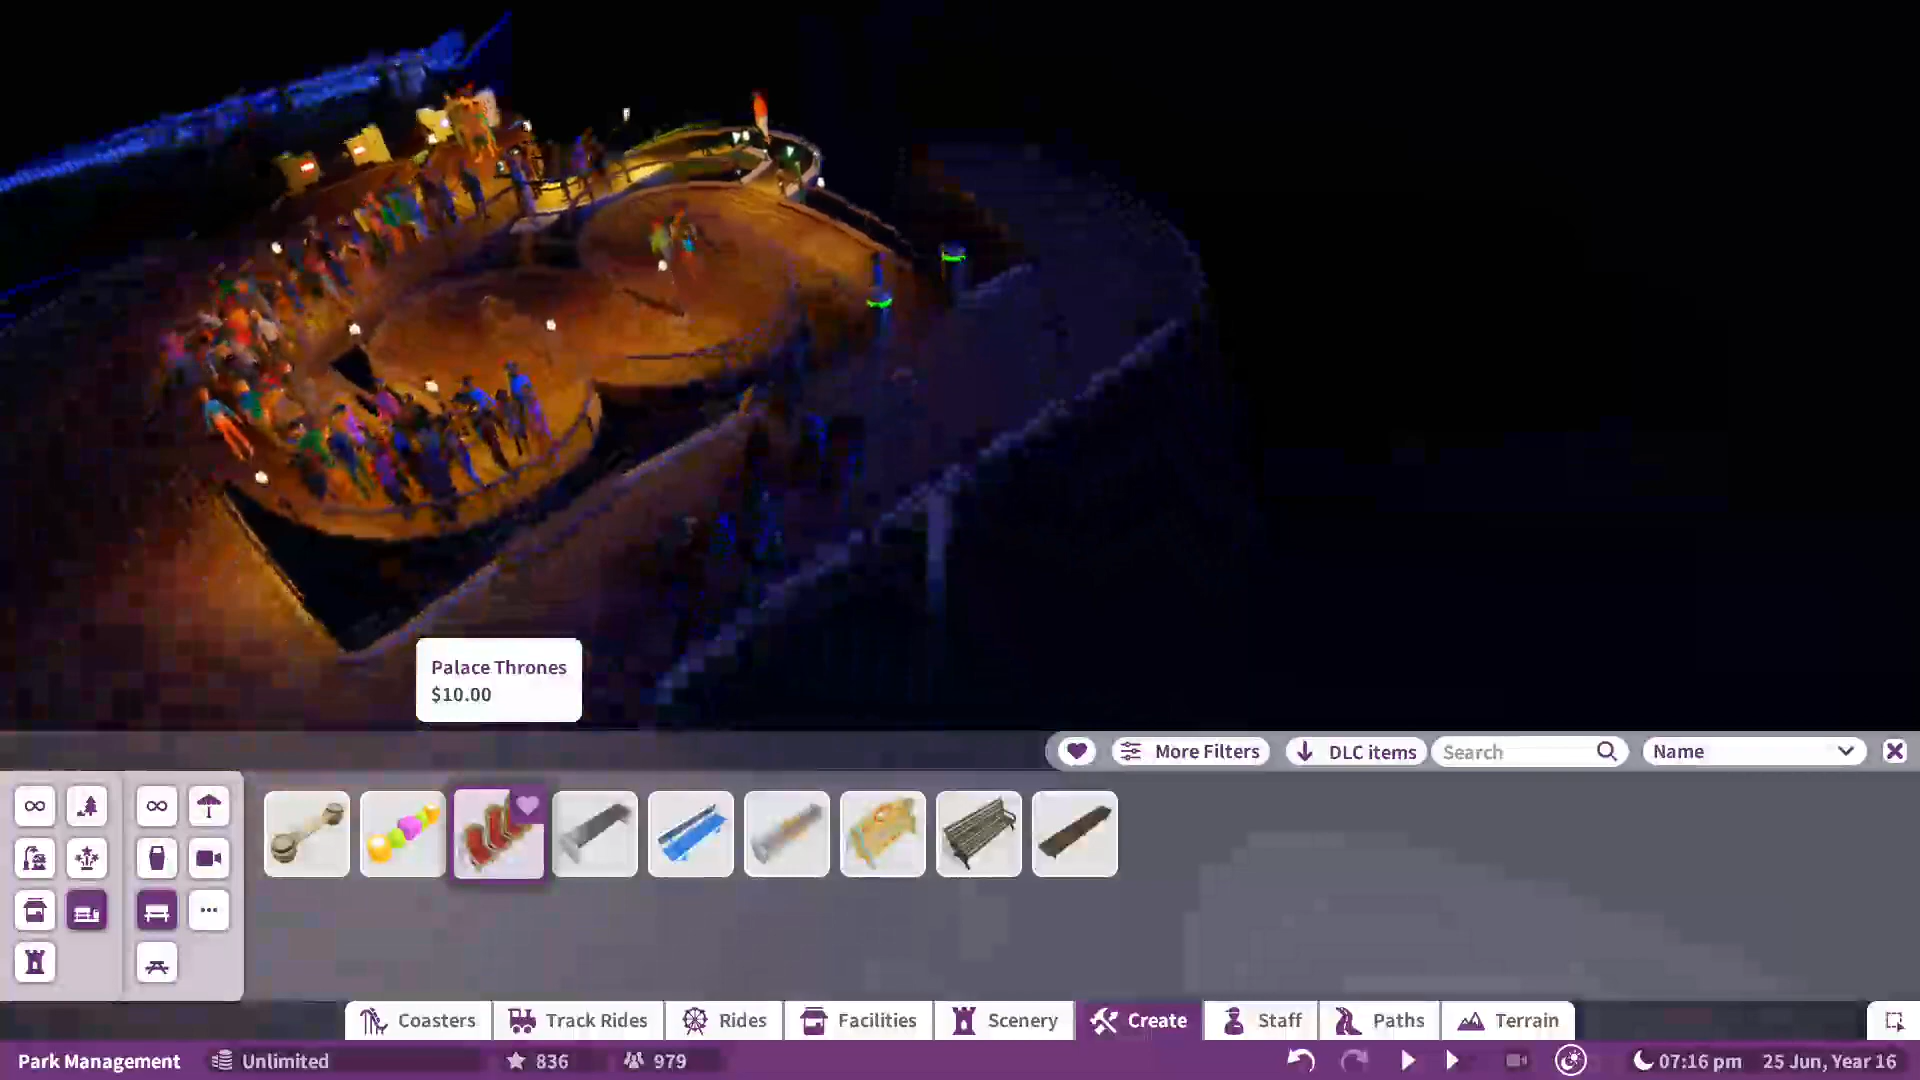 Palace Thrones
$10.00
More Filters
DLC items
Search
Name
Coasters
Track Rides
Rides
Facilities
Scenery
Create
Staff
Paths
Terrain
Park Management
Unlimited
836
979
07:16 pm
25 Jun, Year 16